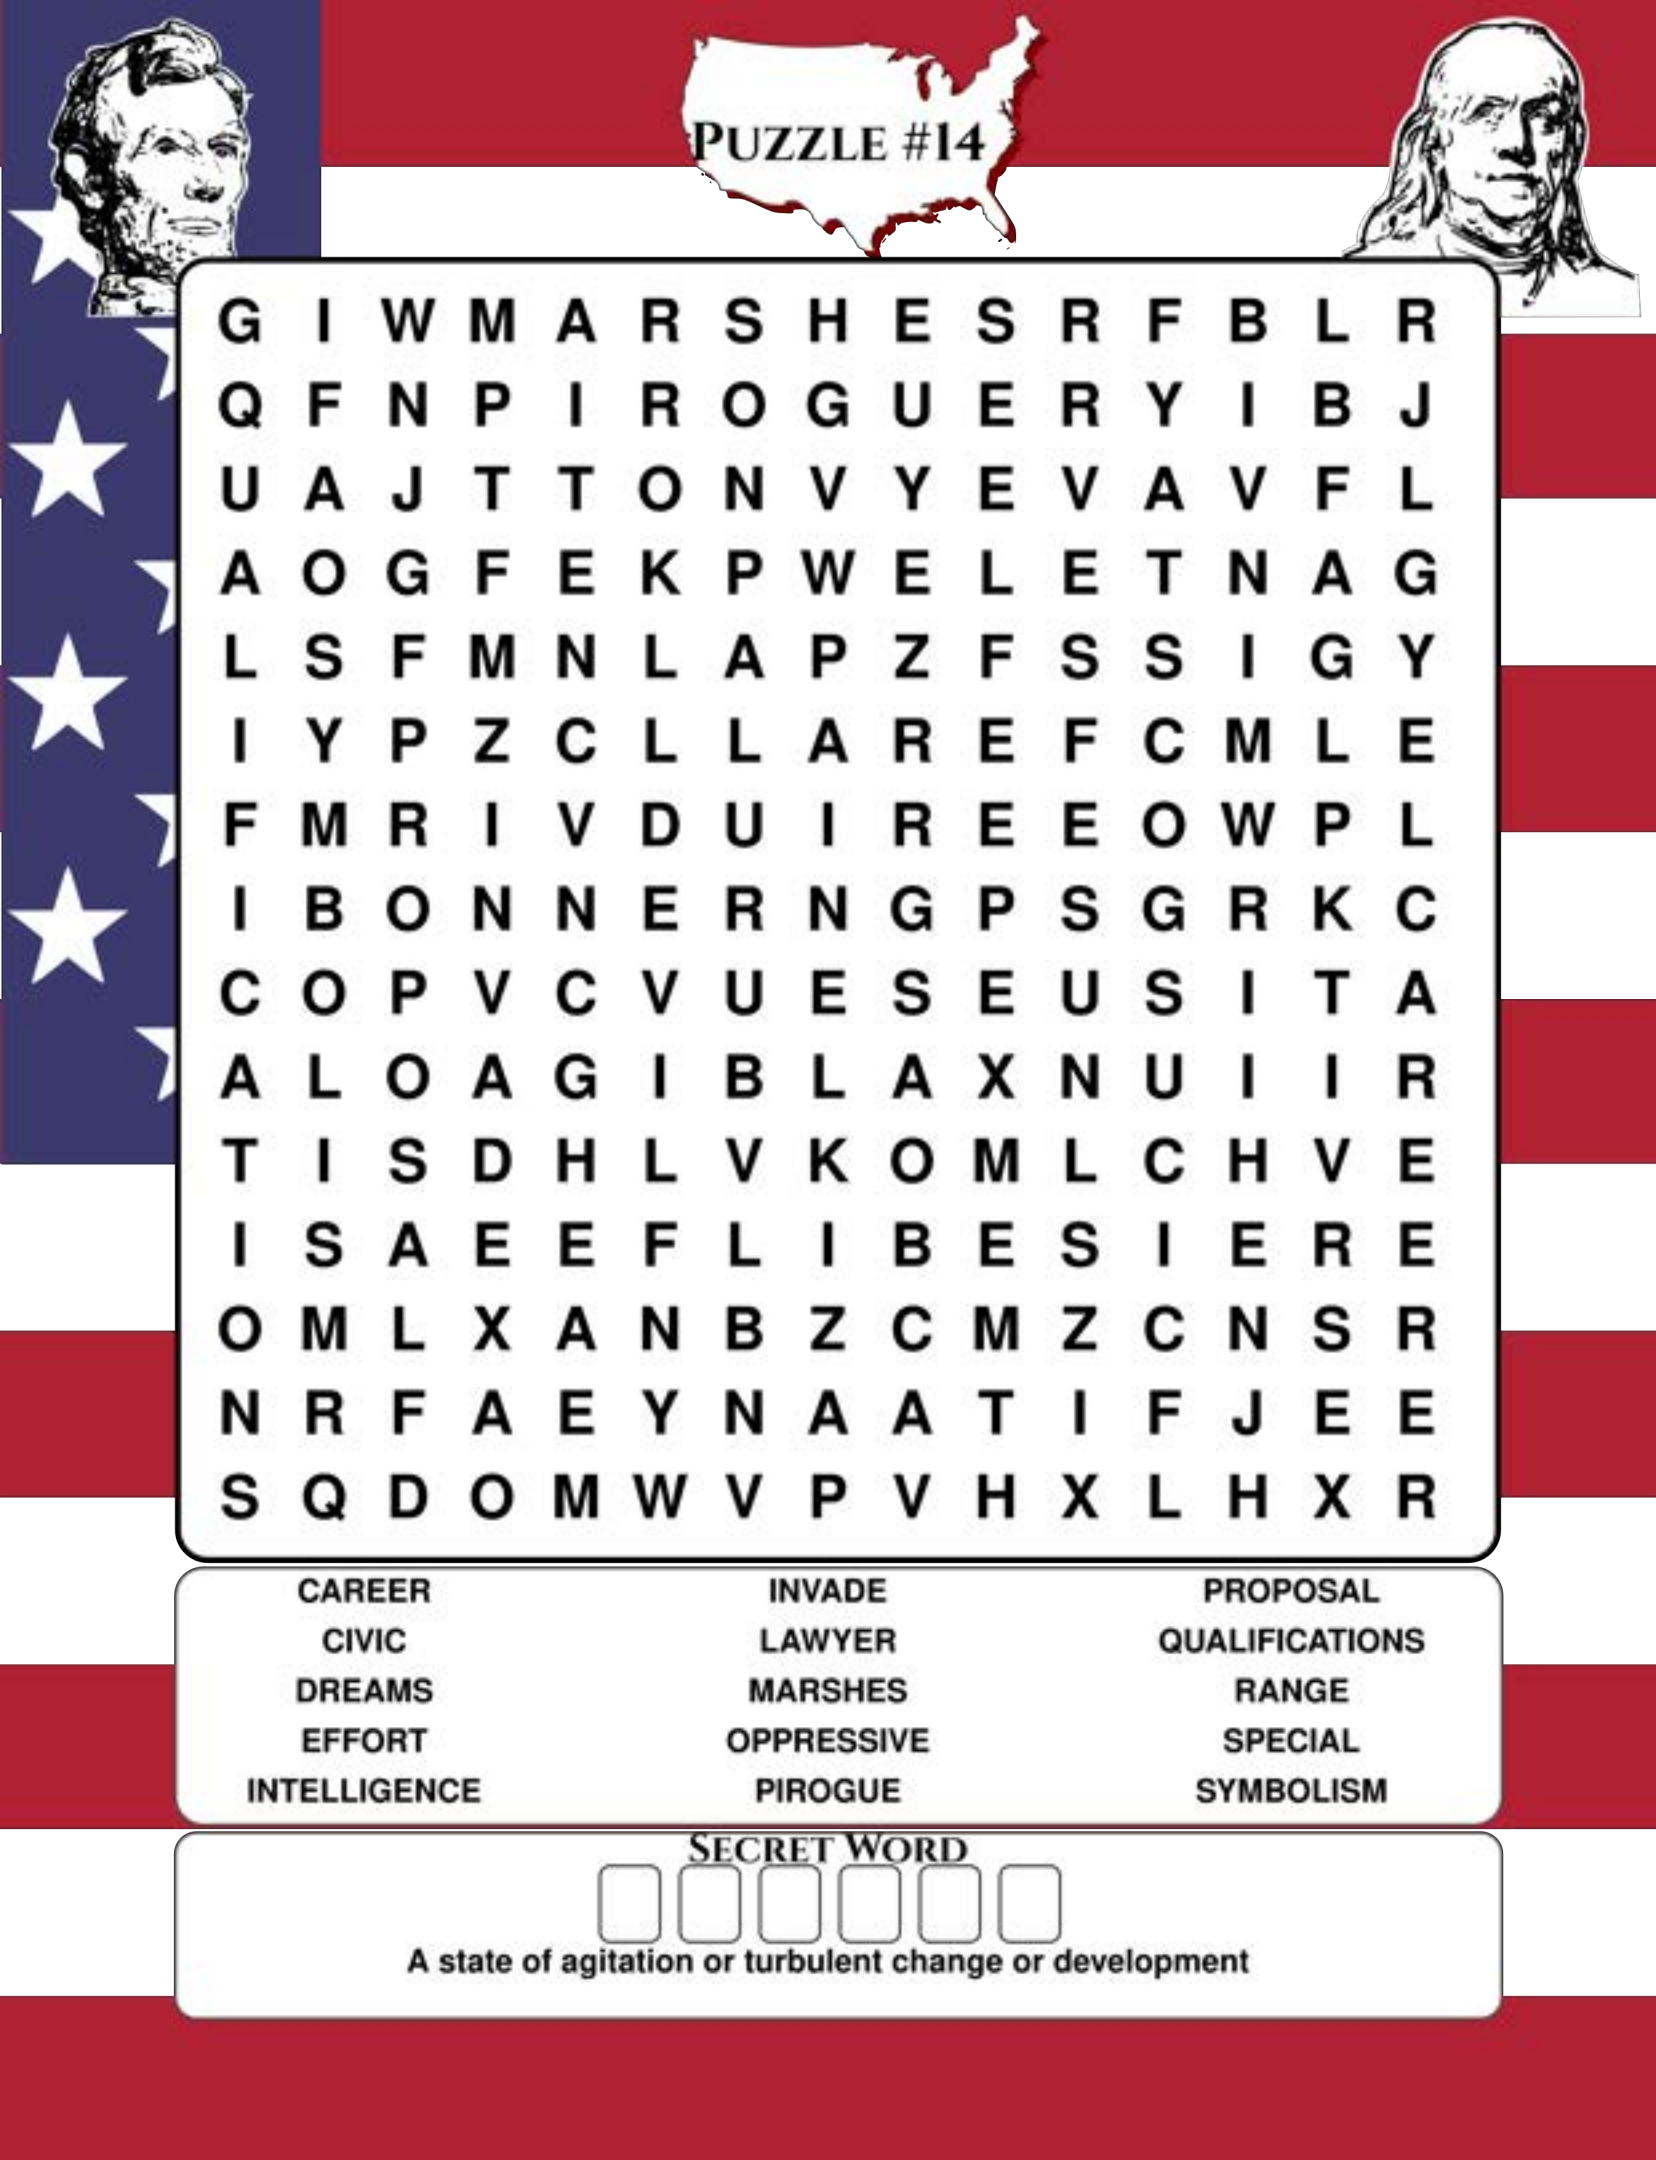 PUZZLE #14
G I W M A R S H E S R F B L R
Q F N P I R O G U E R Y I B J
U A J T T O N V Y E V A V F L
A O G F E K P W E L E T N A G
L S F M N L A P Z F S S I G Y
I Y P Z C L L A R E F C M L E
F M R I V D U I R E E O W P L
I B O N N E R N G P S G R K C
C O P V C V U E S E U S I T A
A L O A G I B L A X N U I I R
T I S D H L V K O M L C H V E
I S A E E F L I B E S I E R E
O M L X A N B Z C M Z C N S R
N R F A E Y N A A T I F J E E
S Q D O M W V P V H X L H X R
CAREER INVADE PROPOSAL
CIVIC LAWYER QUALIFICATIONS
DREAMS MARSHES RANGE
EFFORT OPPRESSIVE SPECIAL
INTELLIGENCE PIROGUE SYMBOLISM
SECRET WORD
A state of agitation or turbulent change or development